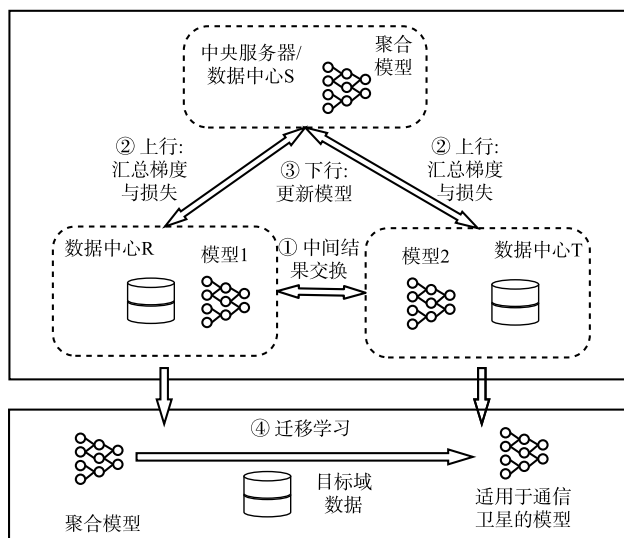 中央服务器/
数据中心S
聚合
模型
② 上行:
汇总梯度
与损失
③ 下行:
更新模型
② 上行:
汇总梯度
与损失
数据中心R
模型1
① 中间结
果交换
模型2
数据中心T
④ 迁移学习
聚合模型
目标域
数据
适用于通信
卫星的模型